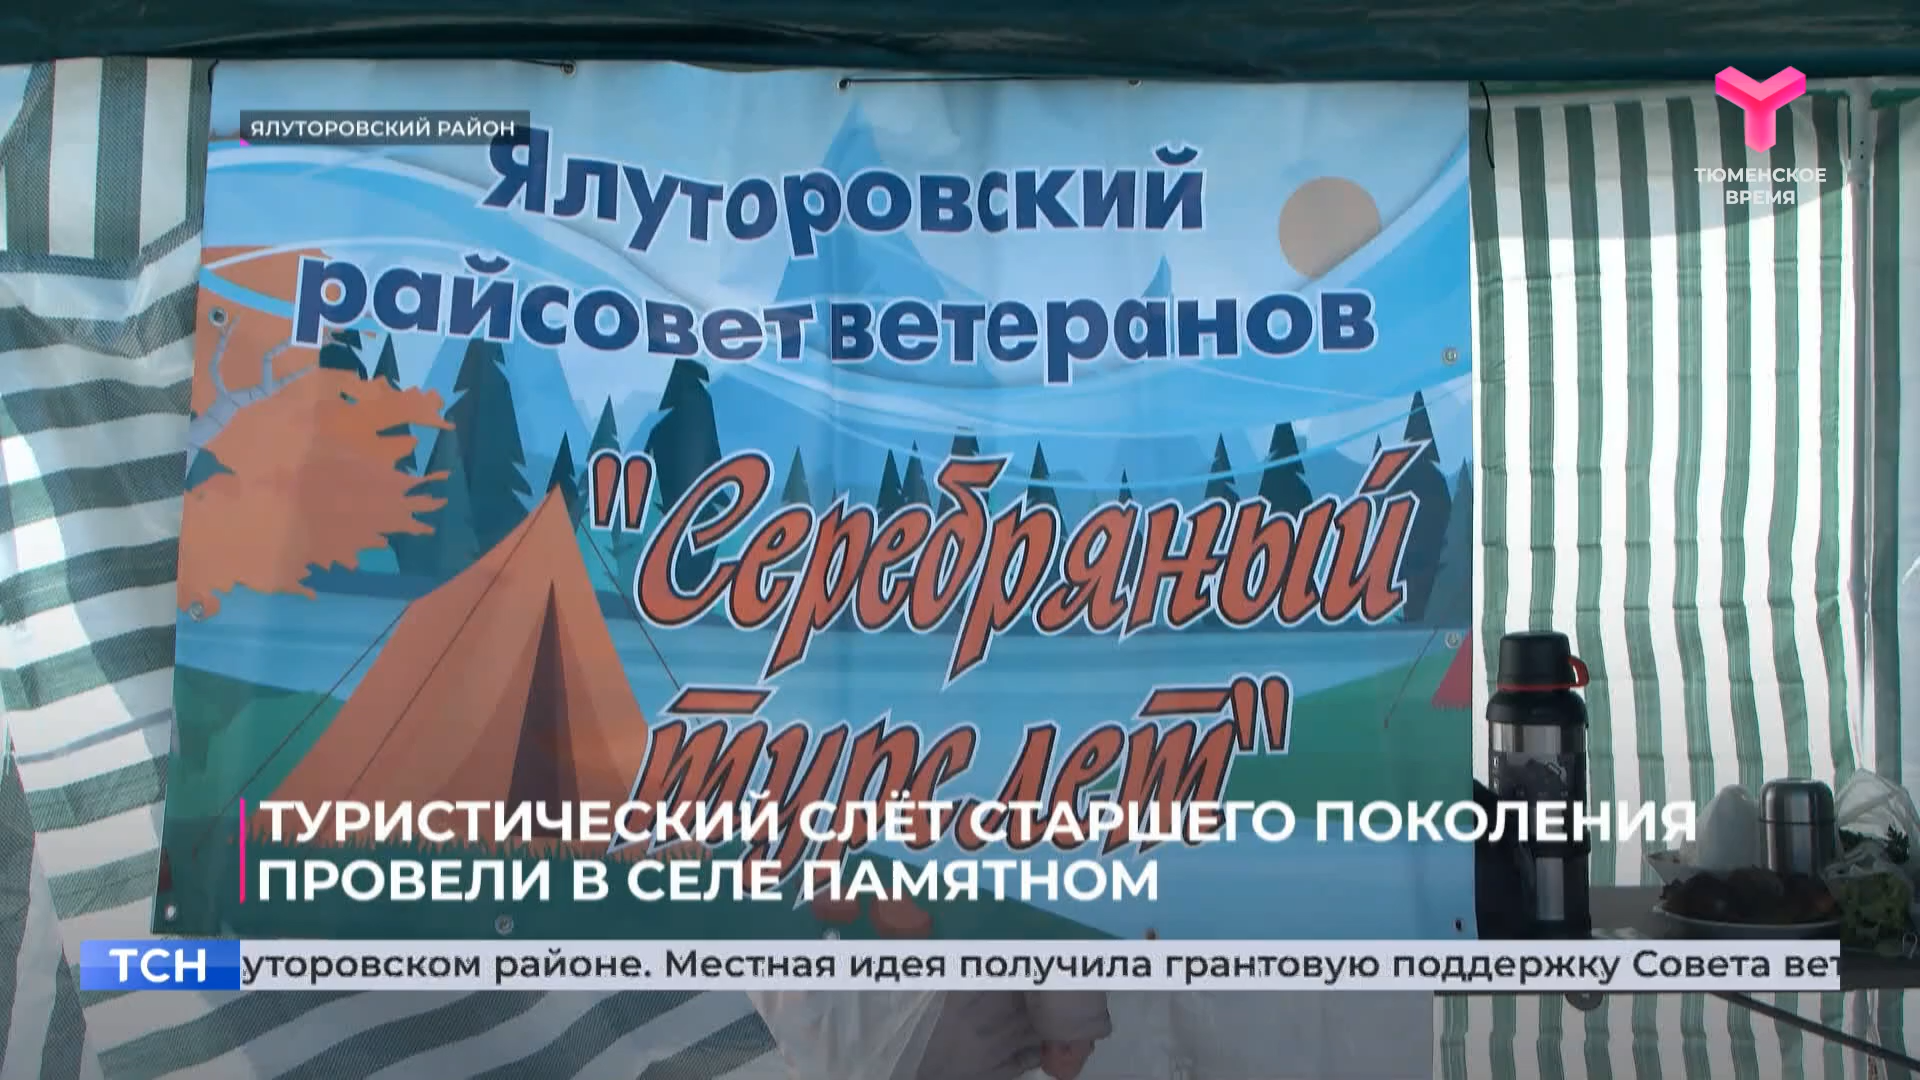 ЯЛУТОРОВСКИЙ РАЙОН
ТЮМЕНСКОЕ
ВРЕМЯ
Ялуторовский
райсовет ветеранов
"Серебряный
турслет"
ТУРИСТИЧЕСКИЙ СЛЁТ СТАРШЕГО ПОКОЛЕНИЯ
ПРОВЕЛИ В СЕЛЕ ПАМЯТНОМ
ТСН уторовском районе. Местная идея получила грантовую поддержку Совета вет